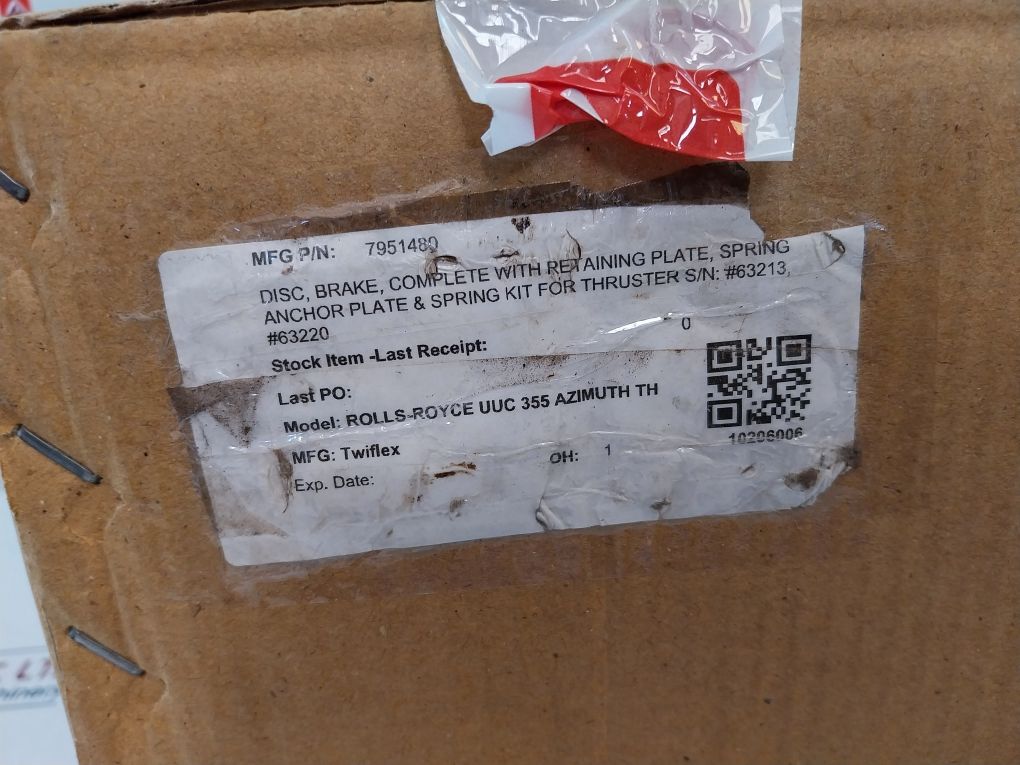 MFG P/N: 7951480
DISC, BRAKE, COMPLETE WITH RETAINING PLATE, SPRING
ANCHOR PLATE & SPRING KIT FOR THRUSTER S/N: #63213,
#63220
Stock Item -Last Receipt: 0
Last PO:
Model: ROLLS-ROYCE UUC 355 AZIMUTH TH
MFG: Twiflex OH: 1
Exp. Date:
10206006